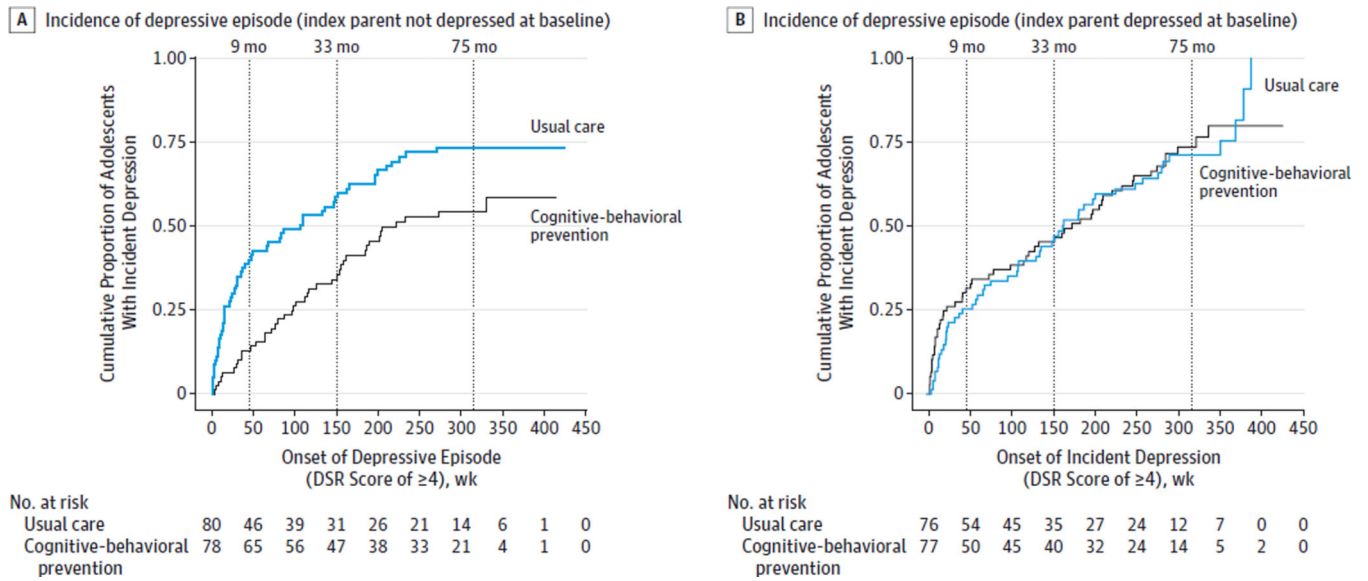 A Incidence of depressive episode (index parent not depressed at baseline)
9 mo 33 mo 75 mo
1.00
0.75
0.50
0.25
0
Cumulative Proportion of Adolescents
With Incident Depression
Usual care
Cognitive-behavioral
prevention
0 50 100 150 200 250 300 350 400 450
Onset of Depressive Episode
(DSR Score of ≥4), wk
No. at risk
Usual care 80 46 39 31 26 21 14 6 1 0
Cognitive-behavioral 78 65 56 47 38 33 21 4 1 0
prevention
B Incidence of depressive episode (index parent depressed at baseline)
9 mo 33 mo 75 mo
1.00
0.75
0.50
0.25
0
Cumulative Proportion of Adolescents
With Incident Depression
Usual care
Cognitive-behavioral
prevention
0 50 100 150 200 250 300 350 400 450
Onset of Incident Depression
(DSR Score of ≥4), wk
No. at risk
Usual care 76 54 45 35 27 24 12 7 0 0
Cognitive-behavioral 77 50 45 40 32 24 14 5 2 0
prevention